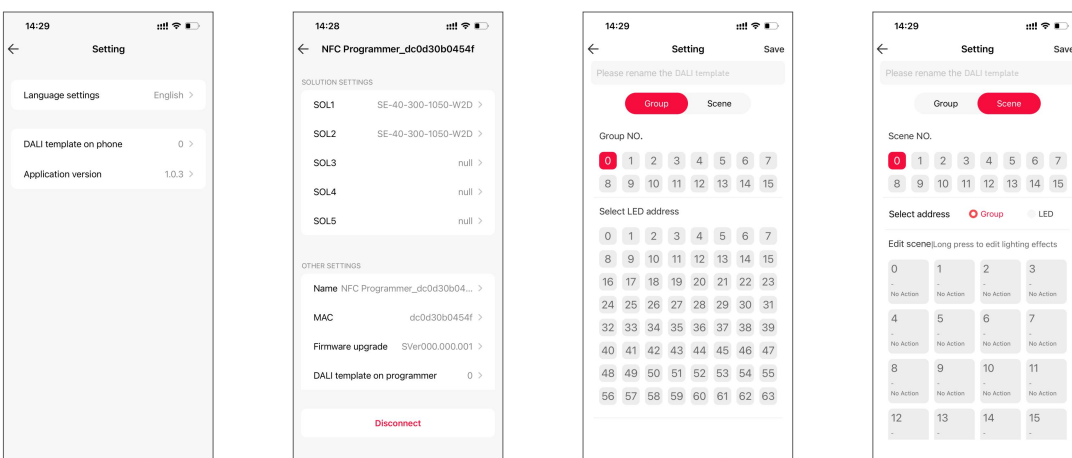 14:29
Setting
Language settings English >
DALI template on phone 0 >
Application version 1.0.3 >
14:28
NFC Programmer_dc0d30b0454f
SOLUTION SETTINGS
SOL1 SE-40-300-1050-W2D >
SOL2 SE-40-300-1050-W2D >
SOL3 null >
SOL4 null >
SOL5 null >
OTHER SETTINGS
Name NFC Programmer_dc0d30b04... >
MAC dc0d30b0454f >
Firmware upgrade SVer000.000.001 >
DALI template on programmer 0 >
Disconnect
14:29
Setting Save
Please rename the DALI template
Group Scene
Group NO.
0 1 2 3 4 5 6 7
8 9 10 11 12 13 14 15
Select LED address
0 1 2 3 4 5 6 7
8 9 10 11 12 13 14 15
16 17 18 19 20 21 22 23
24 25 26 27 28 29 30 31
32 33 34 35 36 37 38 39
40 41 42 43 44 45 46 47
48 49 50 51 52 53 54 55
56 57 58 59 60 61 62 63
14:29
Setting Save
Please rename the DALI template
Group Scene
Scene NO.
0 1 2 3 4 5 6 7
8 9 10 11 12 13 14 15
Select address Group LED
Edit scene|Long press to edit lighting effects
0 1 2 3
- - - -
No Action No Action No Action No Action
4 5 6 7
- - - -
No Action No Action No Action No Action
8 9 10 11
- - - -
No Action No Action No Action No Action
12 13 14 15
- - - -